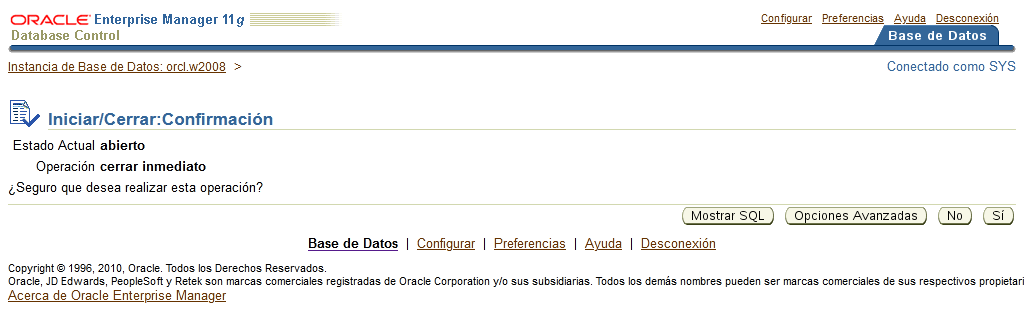 ORACLE Enterprise Manager 11g
Database Control
Configurar Preferencias Ayuda Desconexión
Base de Datos
Instancia de Base de Datos: orcl.w2008 >
Conectado como SYS
Iniciar/Cerrar:Confirmación
Estado Actual abierto
Operación cerrar inmediato
¿Seguro que desea realizar esta operación?
Mostrar SQL Opciones Avanzadas No Sí
Base de Datos | Configurar | Preferencias | Ayuda | Desconexión
Copyright © 1996, 2010, Oracle. Todos los Derechos Reservados.
Oracle, JD Edwards, PeopleSoft y Retek son marcas comerciales registradas de Oracle Corporation y/o sus subsidiarias. Todos los demás nombres pueden ser marcas comerciales de sus respectivos propietari
Acerca de Oracle Enterprise Manager